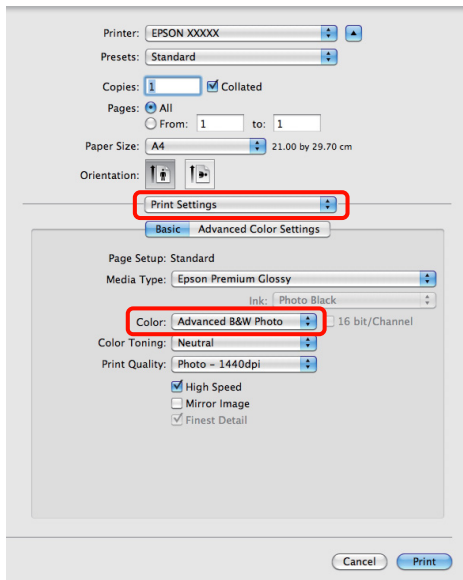 Printer: EPSON XXXXX
Presets: Standard
Copies: 1 Collated
Pages: All
From: 1 to: 1
Paper Size: A4 21.00 by 29.70 cm
Orientation:
Print Settings
Basic Advanced Color Settings
Page Setup: Standard
Media Type: Epson Premium Glossy
Ink: Photo Black
Color: Advanced B&W Photo 16 bit/Channel
Color Toning: Neutral
Print Quality: Photo - 1440dpi
High Speed
Mirror Image
Finest Detail
Cancel Print